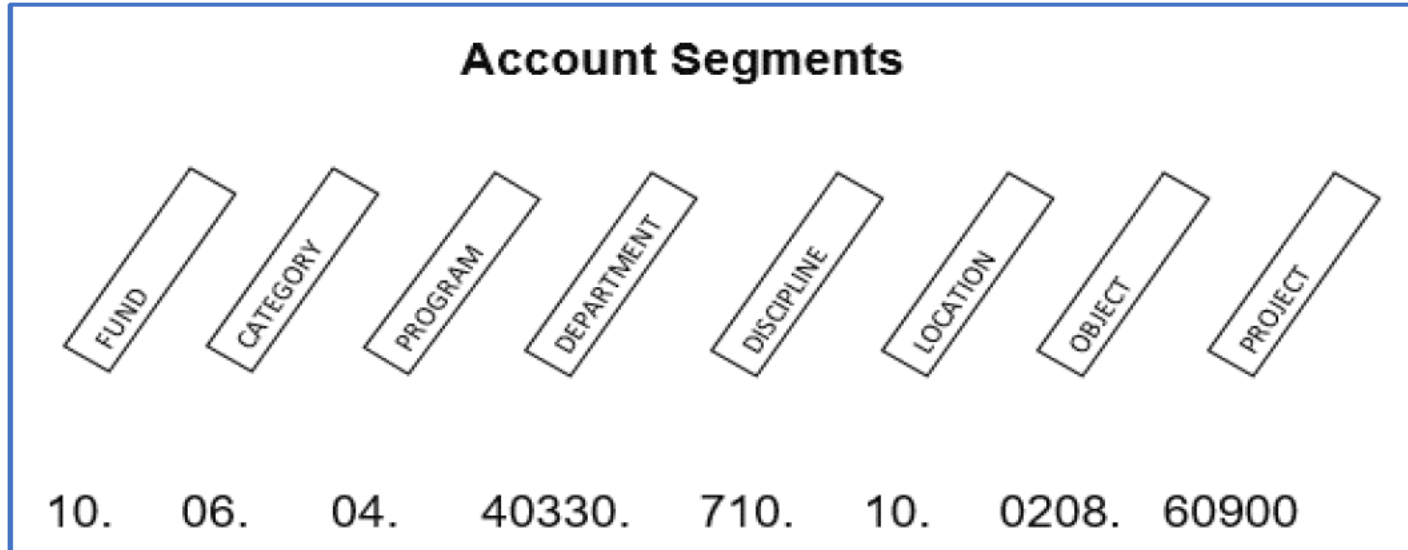 Account Segments
FUND
CATEGORY
PROGRAM
DEPARTMENT
DISCIPLINE
LOCATION
OBJECT
PROJECT
10. 06. 04. 40330. 710. 10. 0208. 60900